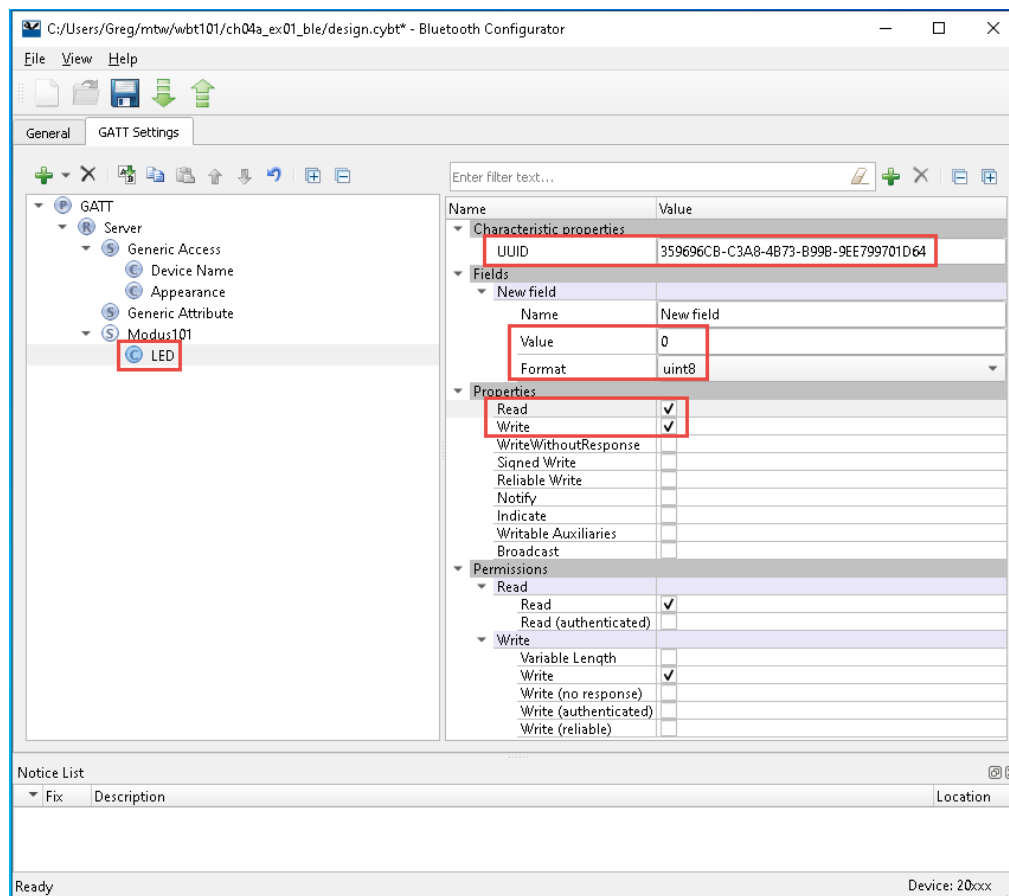 C:/Users/Greg/mtw/wbt101/ch04a_ex01_ble/design.cybt* - Bluetooth Configurator
File View Help
General GATT Settings
Enter filter text...
GATT
Server
Generic Access
Device Name
Appearance
Generic Attribute
Modus101
LED
Name Value
Characteristic properties
UUID 359696CB-C3A8-4B73-B99B-9EE799701D64
Fields
New field
Name New field
Value 0
Format uint8
Properties
Read
Write
WriteWithoutResponse
Signed Write
Reliable Write
Notify
Indicate
Writable Auxiliaries
Broadcast
Permissions
Read
Read
Read (authenticated)
Write
Variable Length
Write
Write (no response)
Write (authenticated)
Write (reliable)
Notice List
Fix Description Location
Ready Device: 20xxx